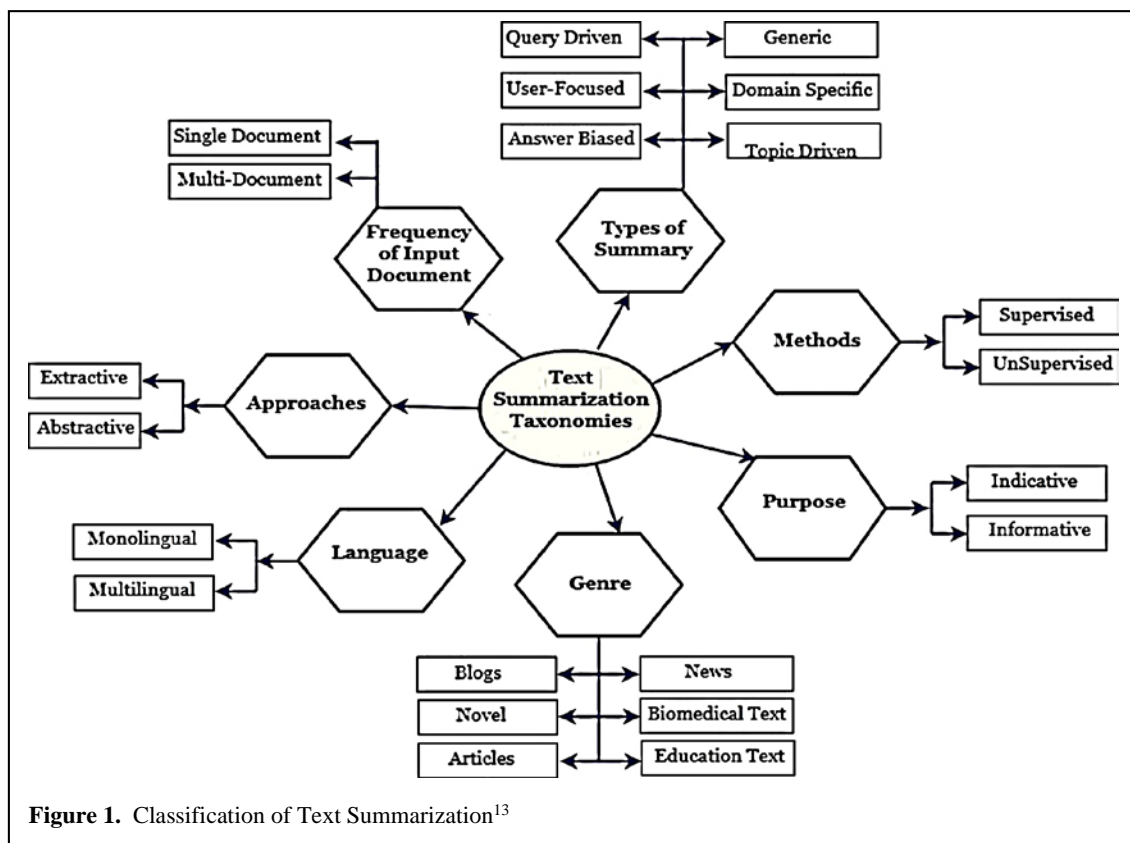 Query Driven
Generic
User-Focused
Domain Specific
Answer Biased
Topic Driven
Single Document
Multi-Document
Frequency
of Input
Document
Types of
Summary
Methods
Supervised
UnSupervised
Text
Summarization
Taxonomies
Extractive
Abstractive
Approaches
Purpose
Indicative
Informative
Monolingual
Multilingual
Language
Genre
Blogs
News
Novel
Biomedical Text
Articles
Education Text
Figure 1. Classification of Text Summarization¹³